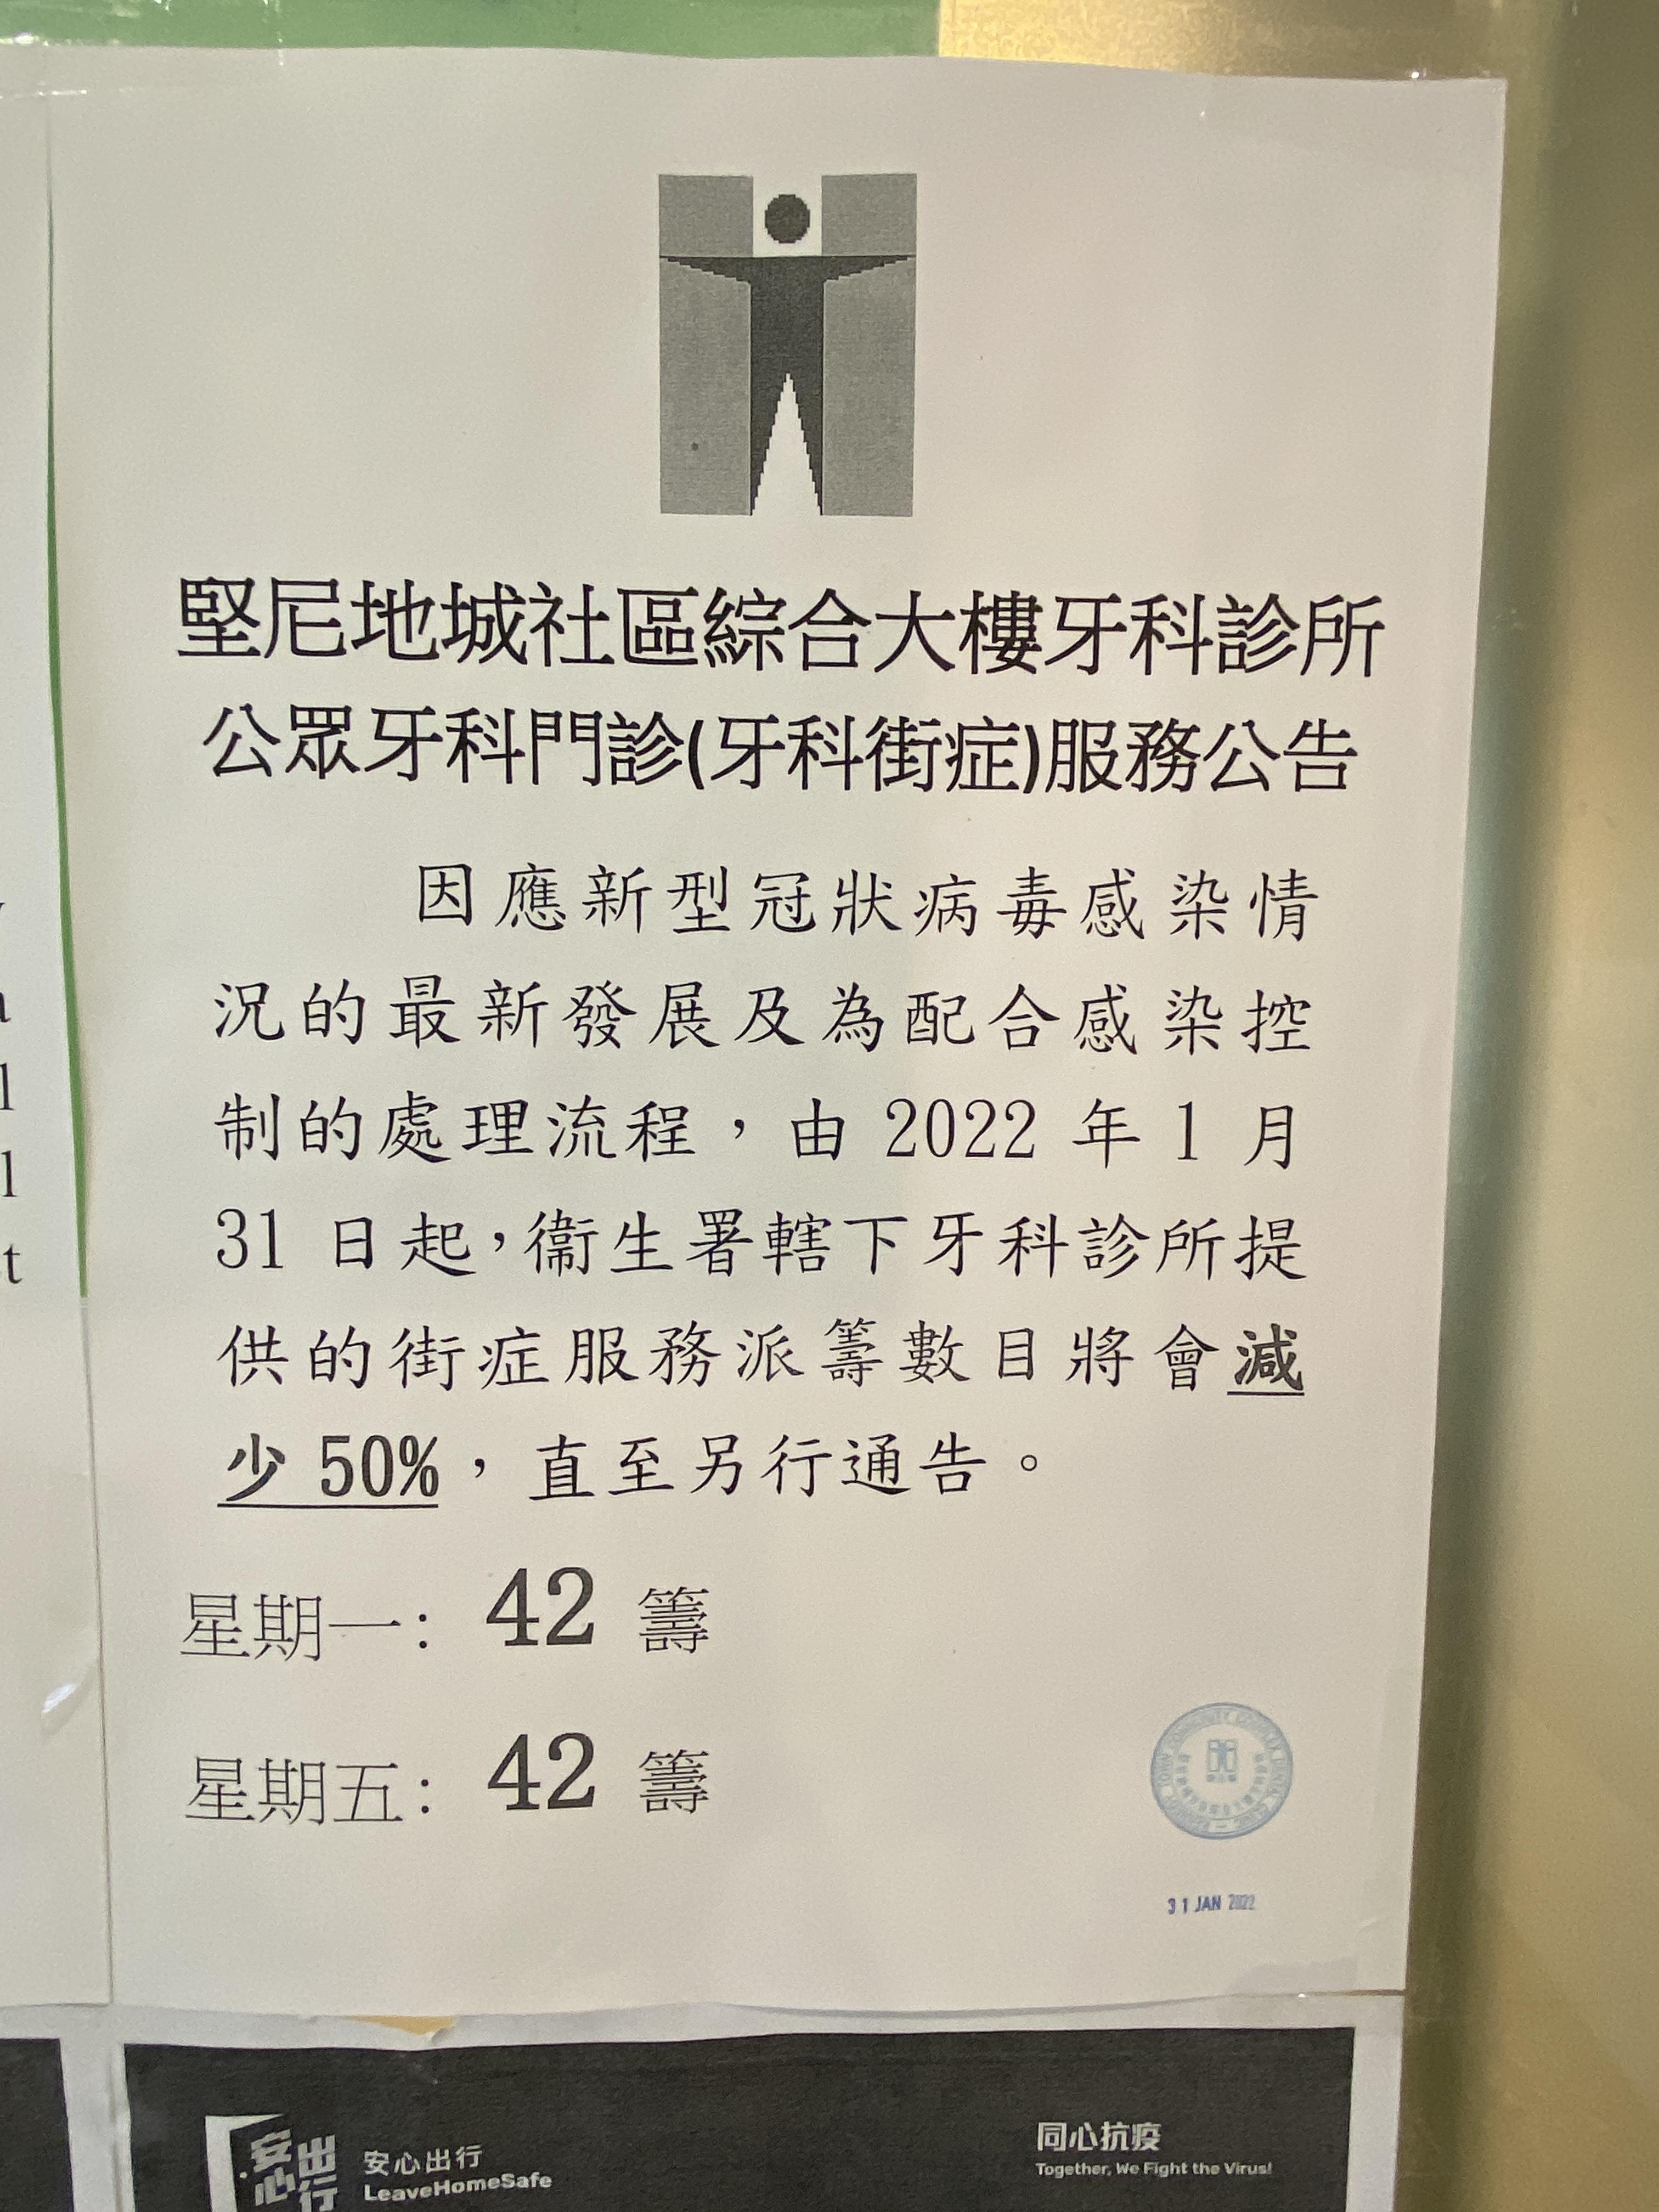 堅尼地城社區綜合大樓牙科診所
公眾牙科門診(牙科街症)服務公告
因應新型冠狀病毒感染情
況的最新發展及為配合感染控
制的處理流程，由 2022 年 1 月
31 日起，衞生署轄下牙科診所提
供的街症服務派籌數目將會減
少 50%，直至另行通告。
星期一: 42 籌
星期五: 42 籌
31 JAN 2022
安心出行
安心出行
LeaveHomeSafe
同心抗疫
Together, We Fight the Virus!